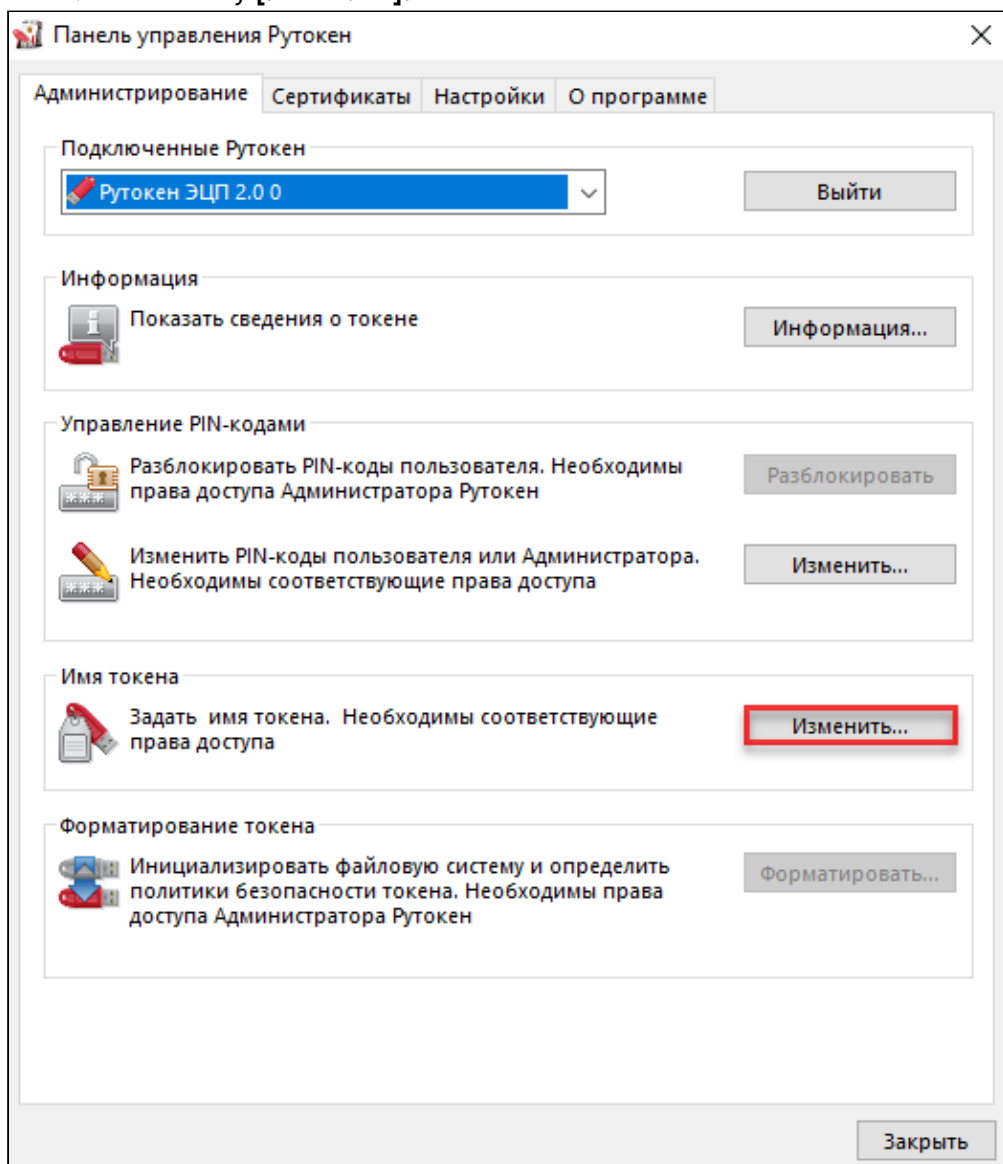 Панель управления Рутокен
Администрирование Сертификаты Настройки О программе
Подключенные Рутокен
Рутокен ЭЦП 2.0 0
Выйти
Информация
Показать сведения о токене
Информация...
Управление PIN-кодами
Разблокировать PIN-коды пользователя. Необходимы
права доступа Администратора Рутокен
Разблокировать
Изменить PIN-коды пользователя или Администратора.
Необходимы соответствующие права доступа
Изменить...
Имя токена
Задать имя токена. Необходимы соответствующие
права доступа
Изменить...
Форматирование токена
Инициализировать файловую систему и определить
политики безопасности токена. Необходимы права
доступа Администратора Рутокен
Форматировать...
Закрыть